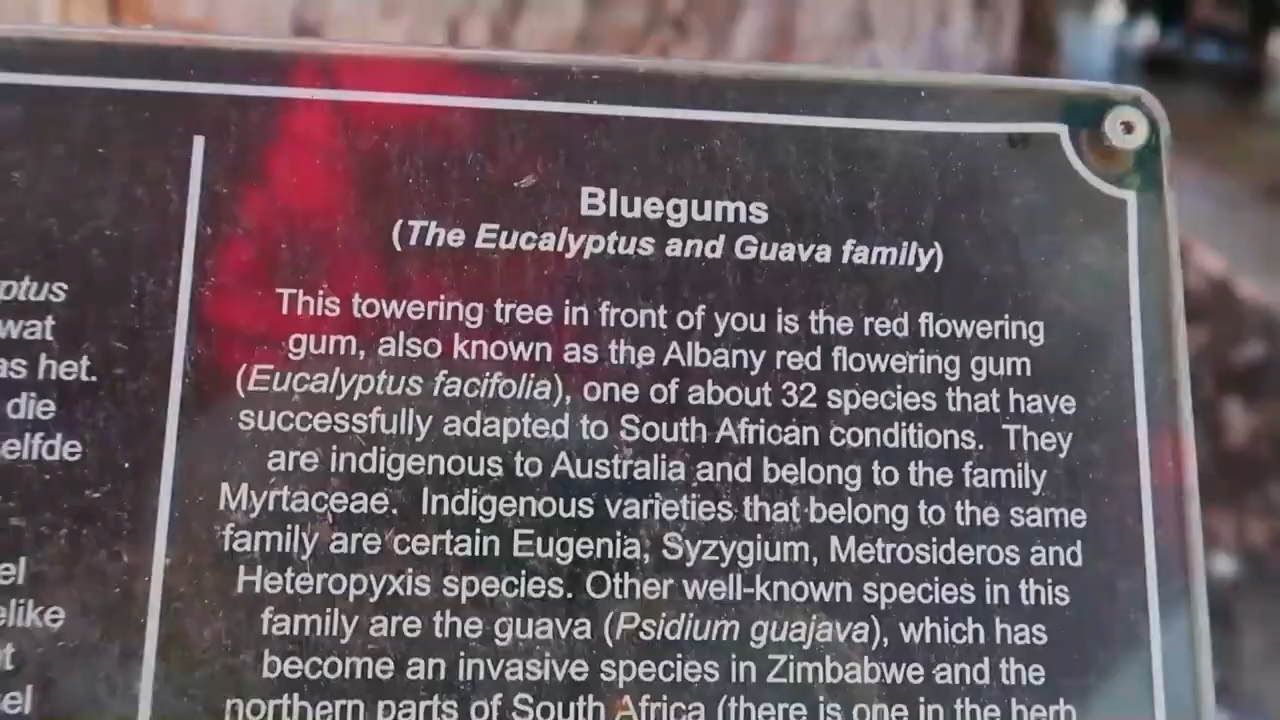 ptus
wat
as het.
die
elfde
el
elike
t
el
Bluegums
(The Eucalyptus and Guava family)
This towering tree in front of you is the red flowering
gum, also known as the Albany red flowering gum
(Eucalyptus facifolia), one of about 32 species that have
successfully adapted to South African conditions. They
are indigenous to Australia and belong to the family
Myrtaceae. Indigenous varieties that belong to the same
family are certain Eugenia, Syzygium, Metrosideros and
Heteropyxis species. Other well-known species in this
family are the guava (Psidium guajava), which has
become an invasive species in Zimbabwe and the
northern parts of South Africa (there is one in the herb